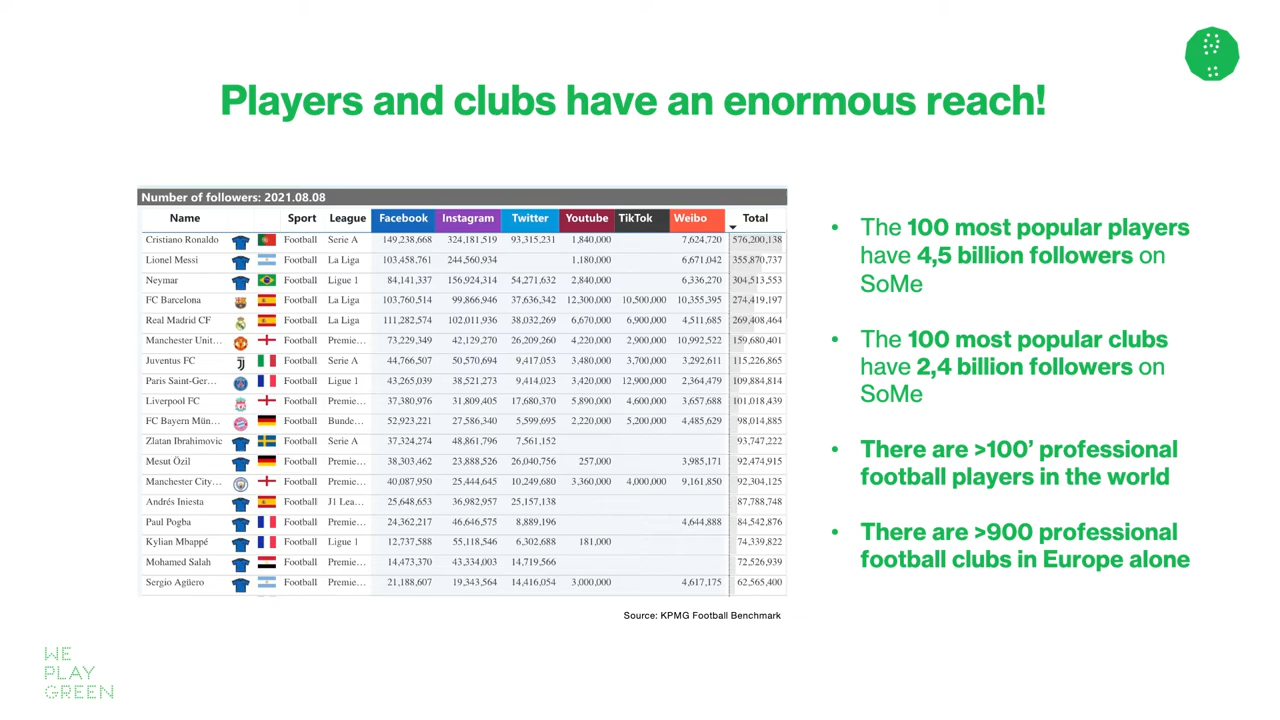 Players and clubs have an enormous reach!
Number of followers: 2021.08.08
Name Sport League Facebook Instagram Twitter Youtube TikTok Weibo Total
Cristiano Ronaldo Football Serie A 149,238,668 324,181,519 93,315,231 1,840,000 7,624,720 576,200,138
Lionel Messi Football La Liga 103,458,761 244,560,934 1,180,000 6,671,042 355,870,737
Neymar Football Ligue 1 84,141,337 156,924,314 54,271,632 2,840,000 6,336,270 304,513,553
FC Barcelona Football La Liga 103,760,514 99,866,946 37,636,342 12,300,000 10,500,000 10,355,395 274,419,197
Real Madrid CF Football La Liga 111,282,574 102,011,936 38,032,269 6,670,000 6,900,000 4,511,685 269,408,464
Manchester Unit... Football Premie... 73,229,349 42,129,270 26,209,260 4,220,000 2,900,000 10,992,522 159,680,401
Juventus FC Football Serie A 44,766,507 50,570,694 9,417,053 3,480,000 3,700,000 3,292,611 115,226,865
Paris Saint-Ger... Football Ligue 1 43,265,039 38,521,273 9,414,023 3,420,000 12,900,000 2,364,479 109,884,814
Liverpool FC Football Premie... 37,380,976 31,809,405 17,680,370 5,890,000 4,600,000 3,657,688 101,018,439
FC Bayern Mün... Football Bunde... 52,923,221 27,586,340 5,599,695 2,220,000 5,200,000 4,485,629 98,014,885
Zlatan Ibrahimovic Football Serie A 37,324,274 48,861,796 7,561,152 93,747,222
Mesut Özil Football Premie... 38,303,462 23,888,526 26,040,756 257,000 3,985,171 92,474,915
Manchester City... Football Premie... 40,087,950 25,444,645 10,249,680 3,360,000 4,000,000 9,161,850 92,304,125
Andrés Iniesta Football J1 Lea... 25,648,653 36,982,957 25,157,138 87,788,748
Paul Pogba Football Premie... 24,362,217 46,646,575 8,889,196 4,644,888 84,542,876
Kylian Mbappé Football Ligue 1 12,737,588 55,118,546 6,302,688 181,000 74,339,822
Mohamed Salah Football Premie... 14,473,370 43,334,003 14,719,566 72,526,939
Sergio Agüero Football Premie... 21,188,607 19,343,564 14,416,054 3,000,000 4,617,175 62,565,400
Source: KPMG Football Benchmark
• The 100 most popular players
have 4,5 billion followers on
SoMe
• The 100 most popular clubs
have 2,4 billion followers on
SoMe
• There are >100’ professional
football players in the world
• There are >900 professional
football clubs in Europe alone
WE
PLAY
GREEN